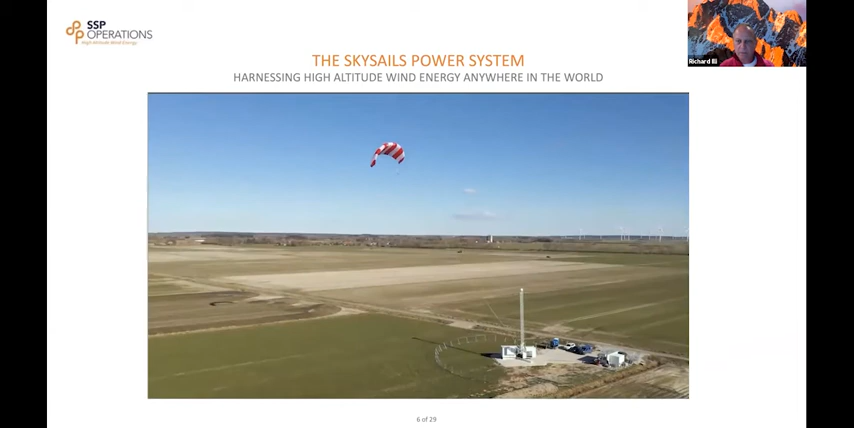 SSP
OPERATIONS
High Altitude Wind Energy
Richard Illi
THE SKYSAILS POWER SYSTEM
HARNESSING HIGH ALTITUDE WIND ENERGY ANYWHERE IN THE WORLD
6 of 29